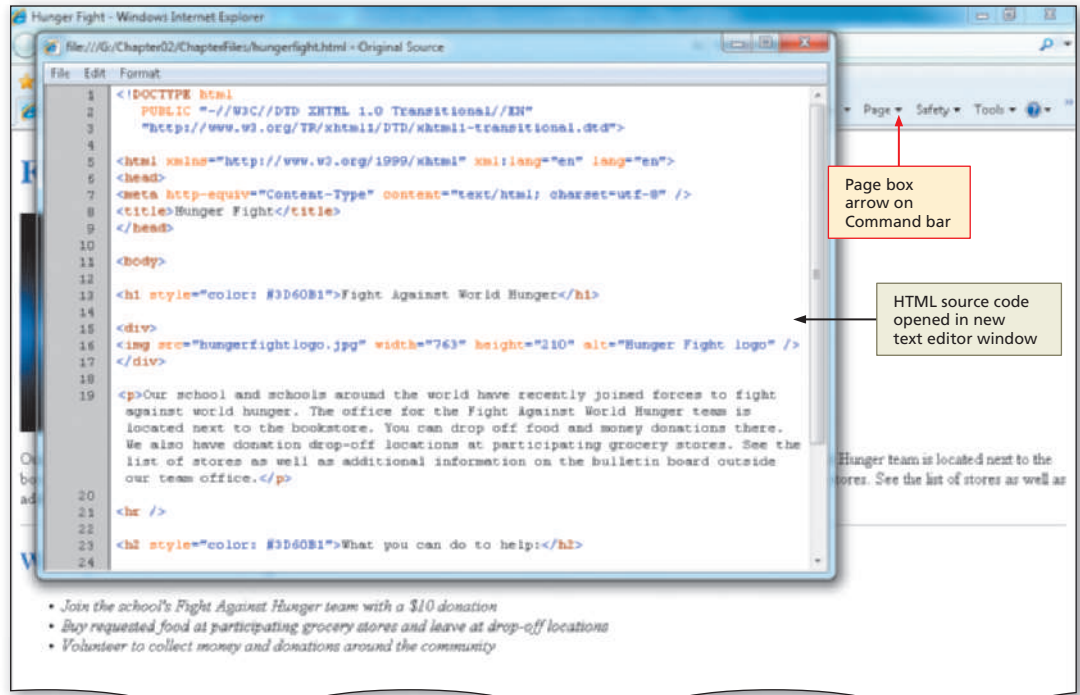 Hunger Fight - Windows Internet Explorer
file:///G:/Chapter02/ChapterFiles/hungerfight.html - Original Source
File Edit Format
Page Safety Tools
1 <!DOCTYPE html
2 PUBLIC "-//W3C//DTD XHTML 1.0 Transitional//EN"
3 "http://www.w3.org/TR/xhtml1/DTD/xhtml1-transitional.dtd">
4
5 <html xmlns="http://www.w3.org/1999/xhtml" xml:lang="en" lang="en">
6 <head>
7 <meta http-equiv="Content-Type" content="text/html; charset=utf-8" />
8 <title>Hunger Fight</title>
9 </head>
10
11 <body>
12
13 <h1 style="color: #3D60B1">Fight Against World Hunger</h1>
14
15 <div>
16 <img src="hungerfightlogo.jpg" width="763" height="210" alt="Hunger Fight logo" />
17 </div>
18
19 <p>Our school and schools around the world have recently joined forces to fight
against world hunger. The office for the Fight Against World Hunger team is
located next to the bookstore. You can drop off food and money donations there.
We also have donation drop-off locations at participating grocery stores. See the
list of stores as well as additional information on the bulletin board outside
our team office.</p>
20
21 <hr />
22
23 <h2 style="color: #3D60B1">What you can do to help:</h2>
24
Page box
arrow on
Command bar
HTML source code
opened in new
text editor window
Hunger team is located next to the
See the list of stores as well as
• Join the school's Fight Against Hunger team with a $10 donation
• Buy requested food at participating grocery stores and leave at drop-off locations
• Volunteer to collect money and donations around the community